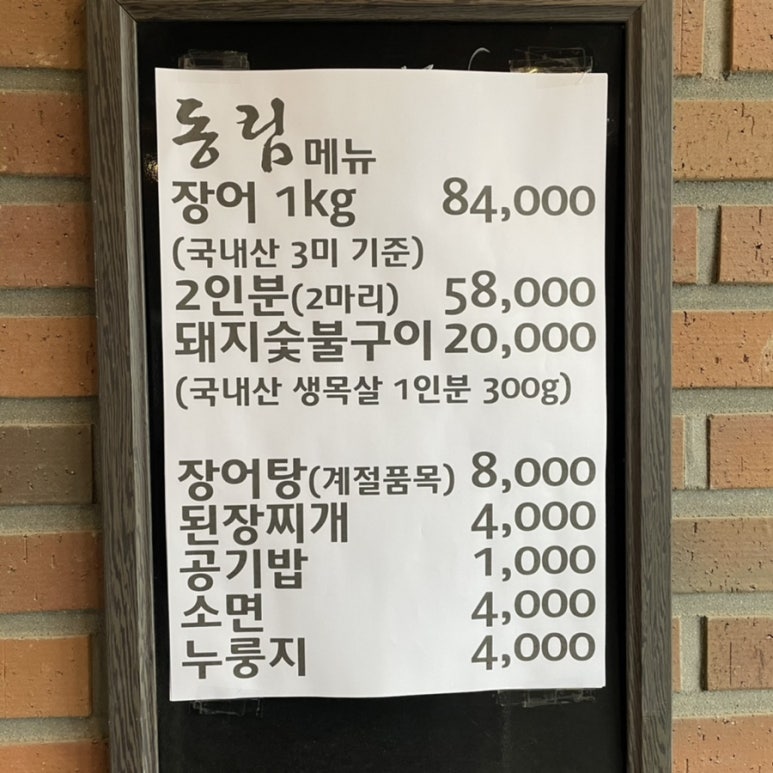 동림 메뉴
장어 1kg 84,000
(국내산 3미 기준)
2인분(2마리) 58,000
돼지숯불구이 20,000
(국내산 생목살 1인분 300g)
장어탕(계절품목) 8,000
된장찌개 4,000
공기밥 1,000
소면 4,000
누룽지 4,000